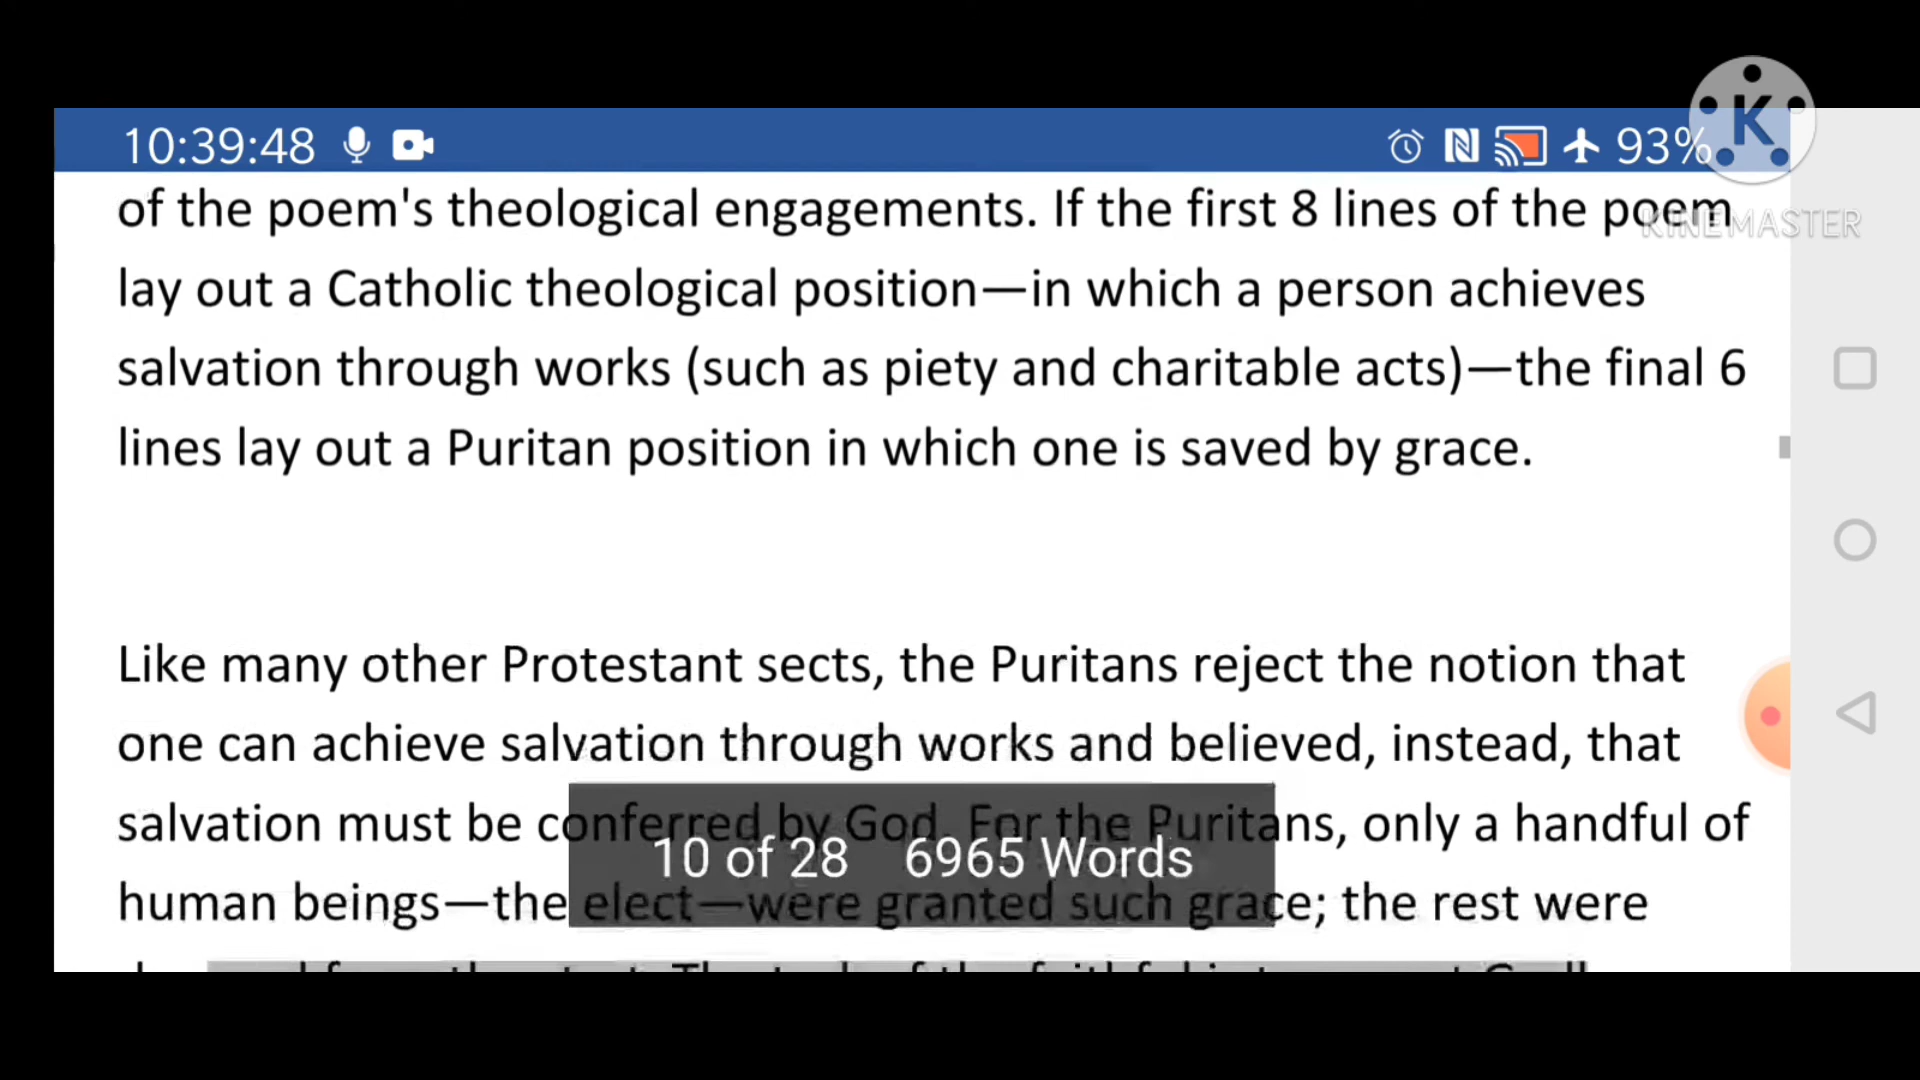 10:39:48 93%
K
KINEMASTER
of the poem's theological engagements. If the first 8 lines of the poem
lay out a Catholic theological position—in which a person achieves
salvation through works (such as piety and charitable acts)—the final 6
lines lay out a Puritan position in which one is saved by grace.
Like many other Protestant sects, the Puritans reject the notion that
one can achieve salvation through works and believed, instead, that
salvation must be conferred by God. For the Puritans, only a handful of
10 of 28 6965 Words
human beings—the elect—were granted such grace; the rest were